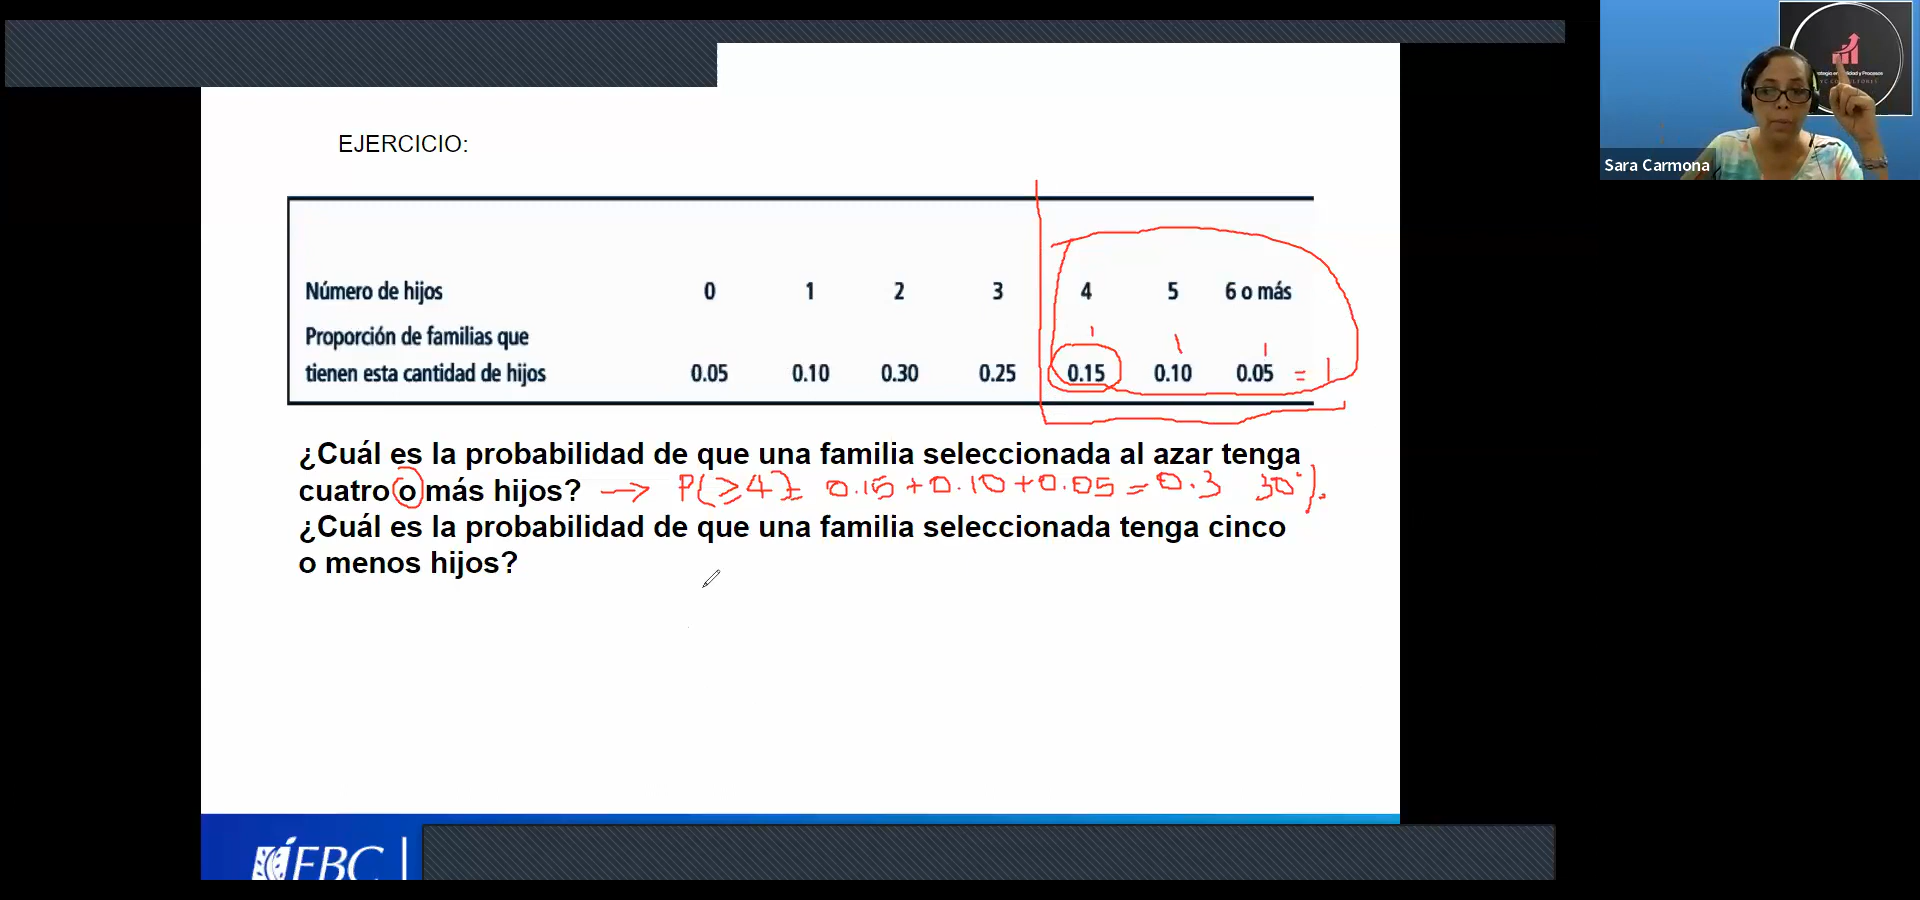 EJERCICIO:
Número de hijos 0 1 2 3 4 5 6 o más
Proporción de familias que
tienen esta cantidad de hijos 0.05 0.10 0.30 0.25 0.15 0.10 0.05 = 1
¿Cuál es la probabilidad de que una familia seleccionada al azar tenga
cuatro o más hijos? → P(≥4) = 0.15+0.10+0.05=0.3 30%.
¿Cuál es la probabilidad de que una familia seleccionada tenga cinco
o menos hijos?
EBC
Sara Carmona